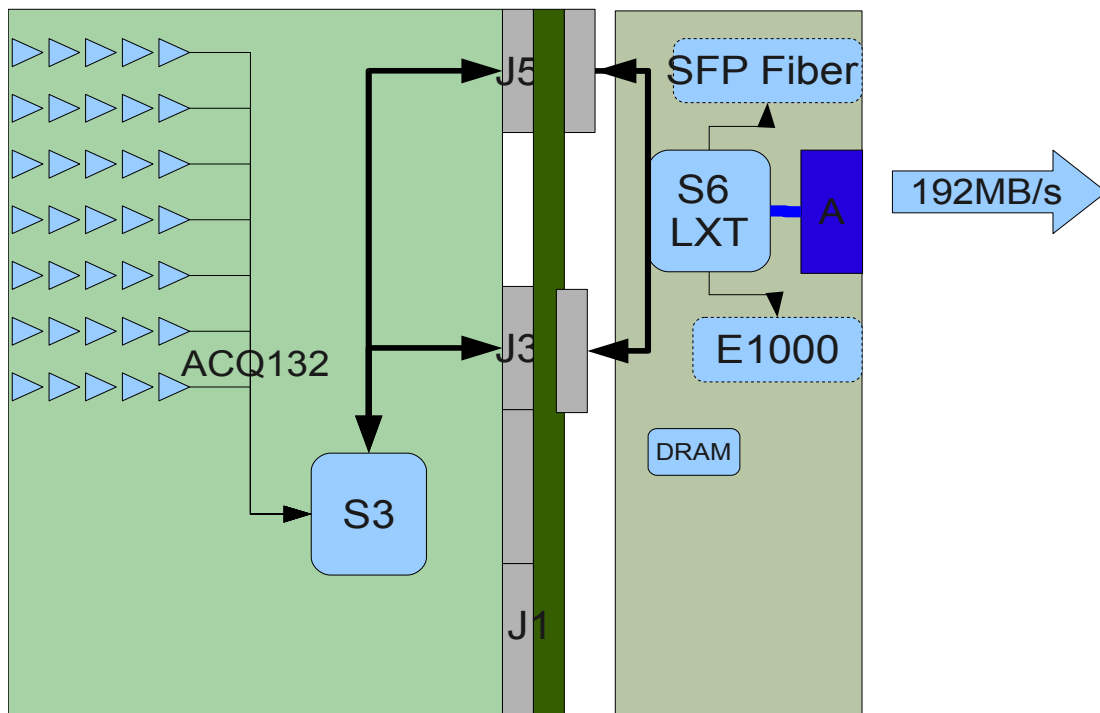 J5
SFP Fiber
S6
LXT
A
192MB/s
J3
E1000
ACQ132
DRAM
S3
J1